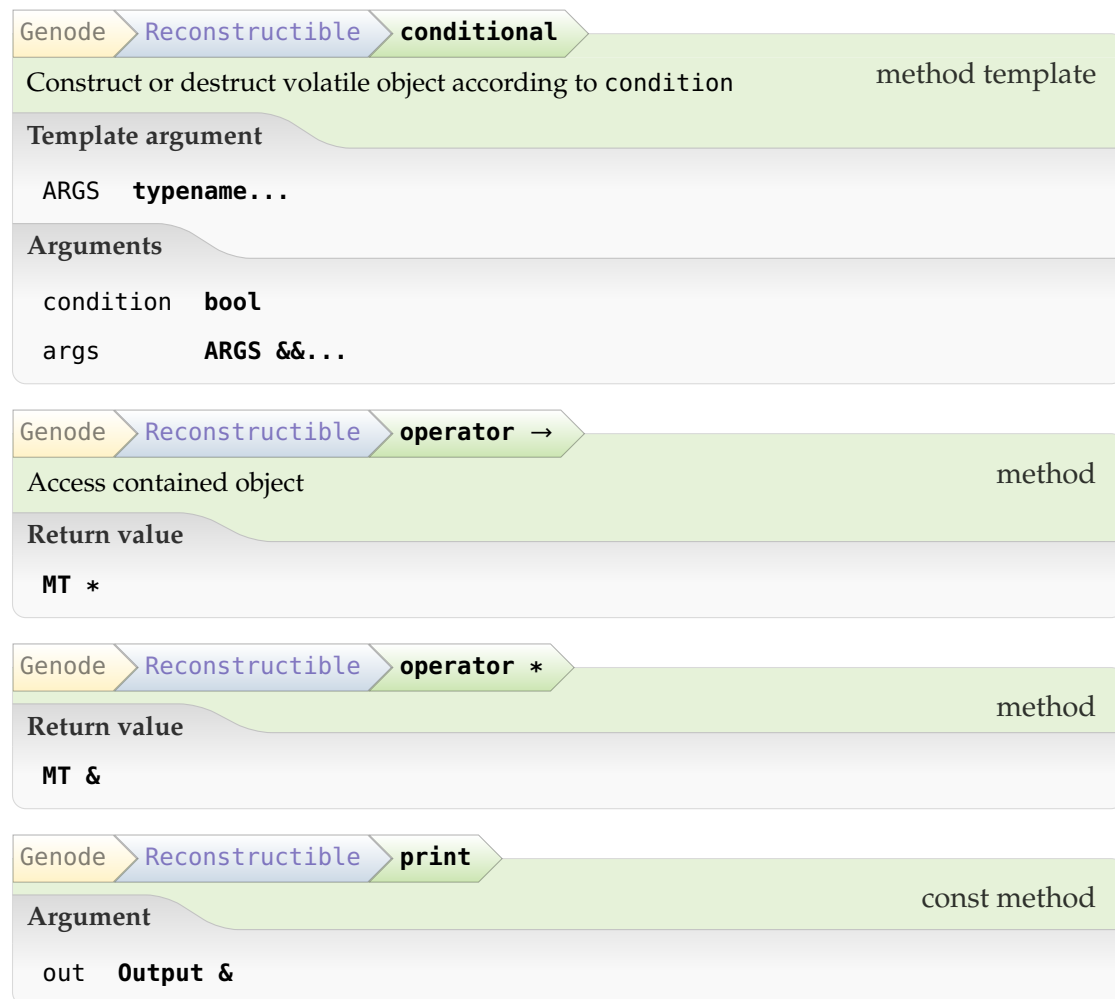 Genode Reconstructible conditional
Construct or destruct volatile object according to condition method template
Template argument
ARGS typename...
Arguments
condition bool
args ARGS &&...
Genode Reconstructible operator →
Access contained object method
Return value
MT *
Genode Reconstructible operator *
method
Return value
MT &
Genode Reconstructible print
const method
Argument
out Output &